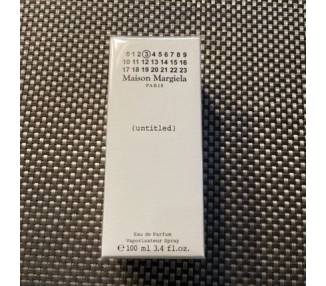 0 1 2 3 4 5 6 7 8 9
10 11 12 13 14 15 16
17 18 19 20 21 22 23
Maison Margiela
PARIS
(untitled)
Eau de Parfum
Vaporisateur Spray
℮ 100 ml 3.4 fl.oz.